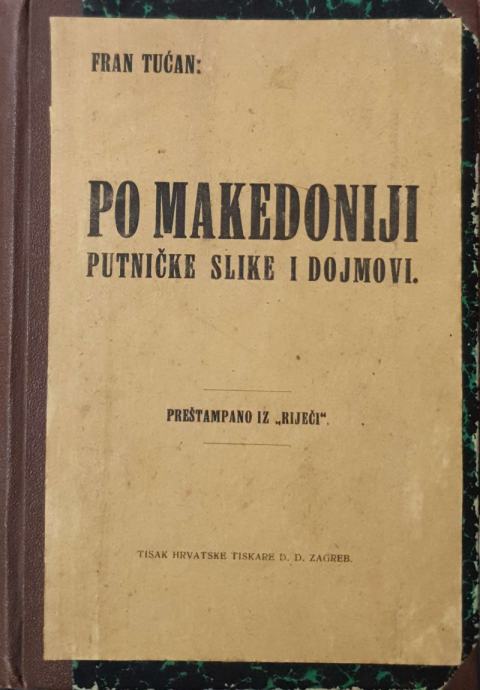 FRAN TUĆAN:
PO MAKEDONIJI
PUTNIČKE SLIKE I DOJMOVI.
PREŠTAMPANO IZ „RIJEČI“.
TISAK HRVATSKE TISKARE D. D. ZAGREB.